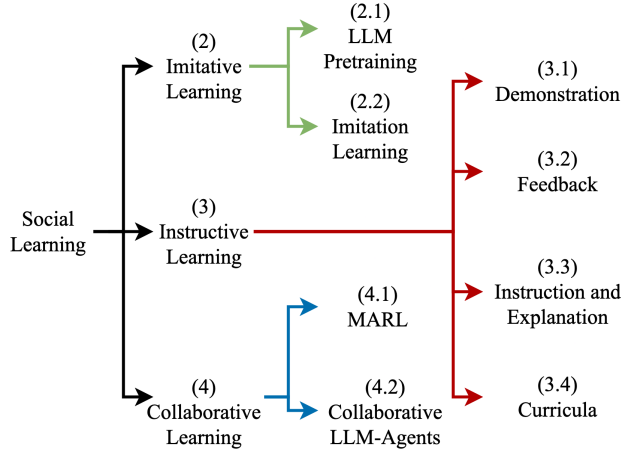 Social
Learning
(2)
Imitative
Learning
(2.1)
LLM
Pretraining
(2.2)
Imitation
Learning
(3)
Instructive
Learning
(3.1)
Demonstration
(3.2)
Feedback
(3.3)
Instruction and
Explanation
(3.4)
Curricula
(4)
Collaborative
Learning
(4.1)
MARL
(4.2)
Collaborative
LLM-Agents